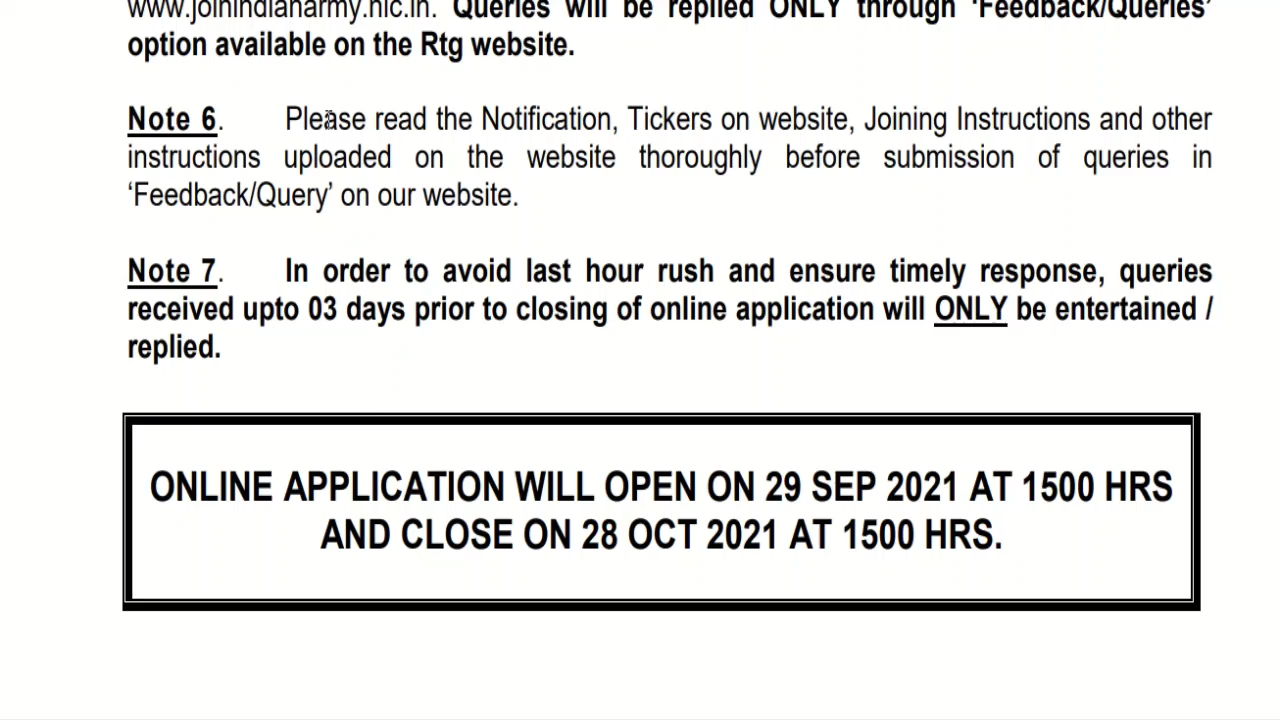 www.joinindianarmy.nic.in. Queries will be replied ONLY through ‘Feedback/Queries’
option available on the Rtg website.
Note 6. Please read the Notification, Tickers on website, Joining Instructions and other
instructions uploaded on the website thoroughly before submission of queries in
‘Feedback/Query’ on our website.
Note 7. In order to avoid last hour rush and ensure timely response, queries
received upto 03 days prior to closing of online application will ONLY be entertained /
replied.
ONLINE APPLICATION WILL OPEN ON 29 SEP 2021 AT 1500 HRS
AND CLOSE ON 28 OCT 2021 AT 1500 HRS.